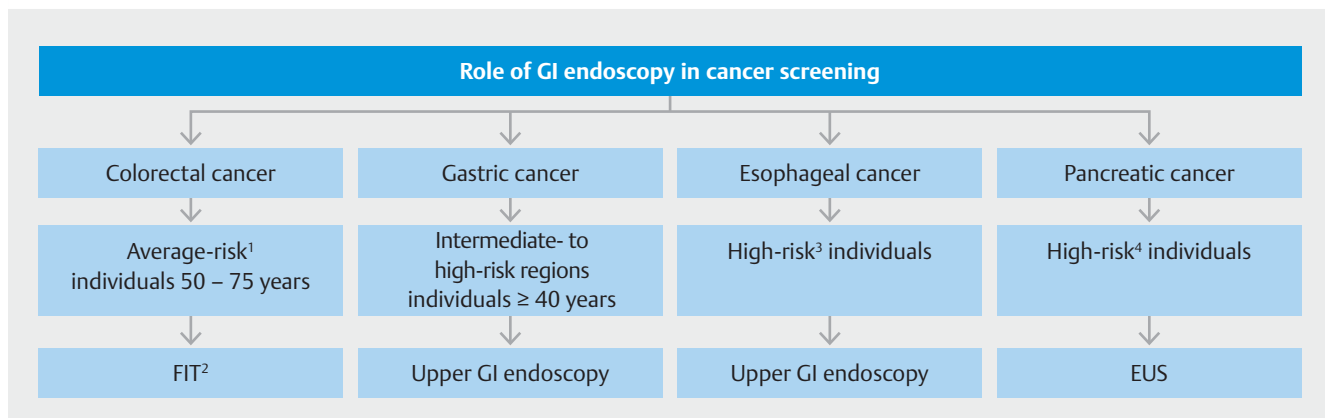 Role of GI endoscopy in cancer screening
Colorectal cancer
Gastric cancer
Esophageal cancer
Pancreatic cancer
Average-risk¹
individuals 50 – 75 years
Intermediate- to
high-risk regions
individuals ≥ 40 years
High-risk³ individuals
High-risk⁴ individuals
FIT²
Upper GI endoscopy
Upper GI endoscopy
EUS